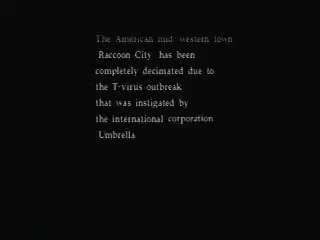 The American mid-western town
Raccoon City has been
completely decimated due to
the T-virus outbreak
that was instigated by
the international corporation
Umbrella